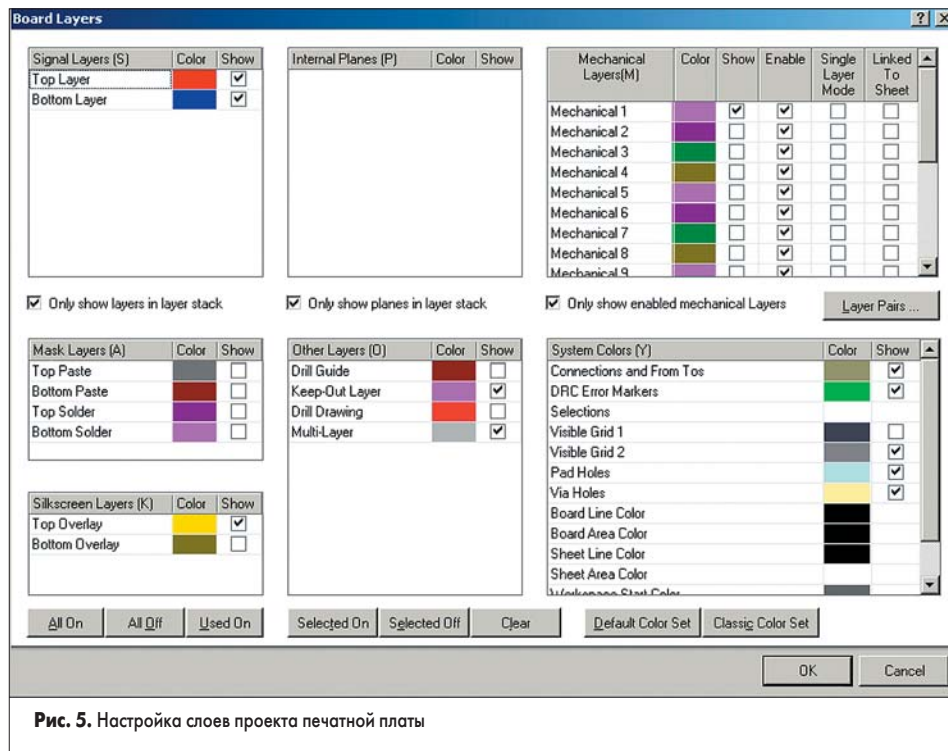 Board Layers
Signal Layers (S) Color Show
Top Layer
Bottom Layer
Internal Planes (P) Color Show
Mechanical Layers(M) Color Show Enable Single Layer Mode Linked To Sheet
Mechanical 1
Mechanical 2
Mechanical 3
Mechanical 4
Mechanical 5
Mechanical 6
Mechanical 7
Mechanical 8
Mechanical 9
Only show layers in layer stack
Only show planes in layer stack
Only show enabled mechanical Layers
Layer Pairs ...
Mask Layers (A) Color Show
Top Paste
Bottom Paste
Top Solder
Bottom Solder
Silkscreen Layers (K) Color Show
Top Overlay
Bottom Overlay
Other Layers (O) Color Show
Drill Guide
Keep-Out Layer
Drill Drawing
Multi-Layer
System Colors (Y) Color Show
Connections and From Tos
DRC Error Markers
Selections
Visible Grid 1
Visible Grid 2
Pad Holes
Via Holes
Board Line Color
Board Area Color
Sheet Line Color
Sheet Area Color
Workspace Start Color
All On All Off Used On Selected On Selected Off Clear Default Color Set Classic Color Set
OK Cancel
Рис. 5. Настройка слоев проекта печатной платы